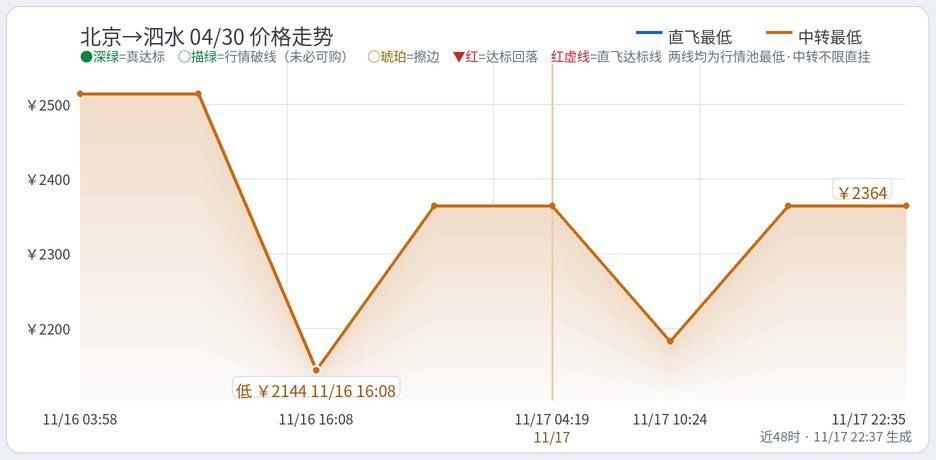 北京→泗水 04/30 价格走势
直飞最低 中转最低
●深绿=真达标 ○描绿=行情破线（未必可购） ○琥珀=擦边 ▼红=达标回落 红虚线=直飞达标线 两线均为行情池最低·中转不限直挂
￥2500
￥2400
￥2300
￥2200
￥2364
低 ￥2144 11/16 16:08
11/16 03:58 11/16 16:08 11/17 04:19 11/17 10:24 11/17 22:35
11/17
近48时 · 11/17 22:37 生成